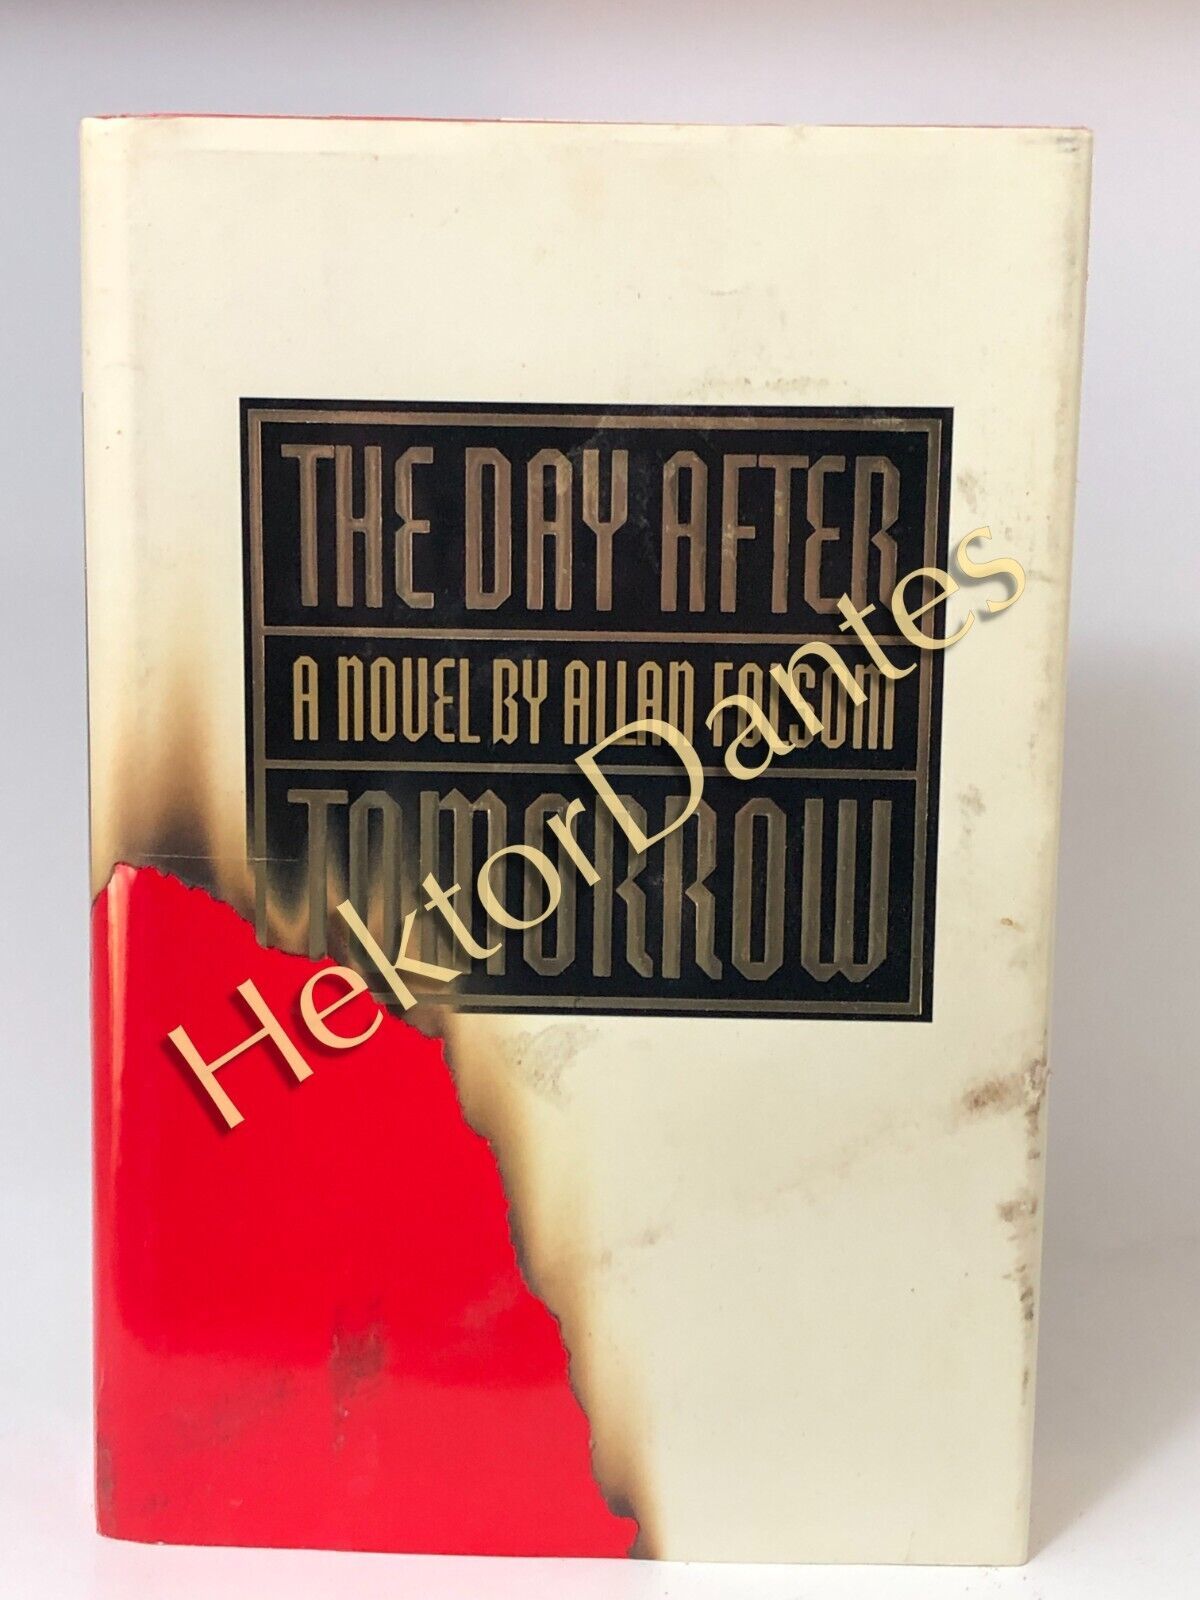 THE DAY AFTER
A NOVEL BY ALLAN FOLSOM
TOMORROW
HektorDantes